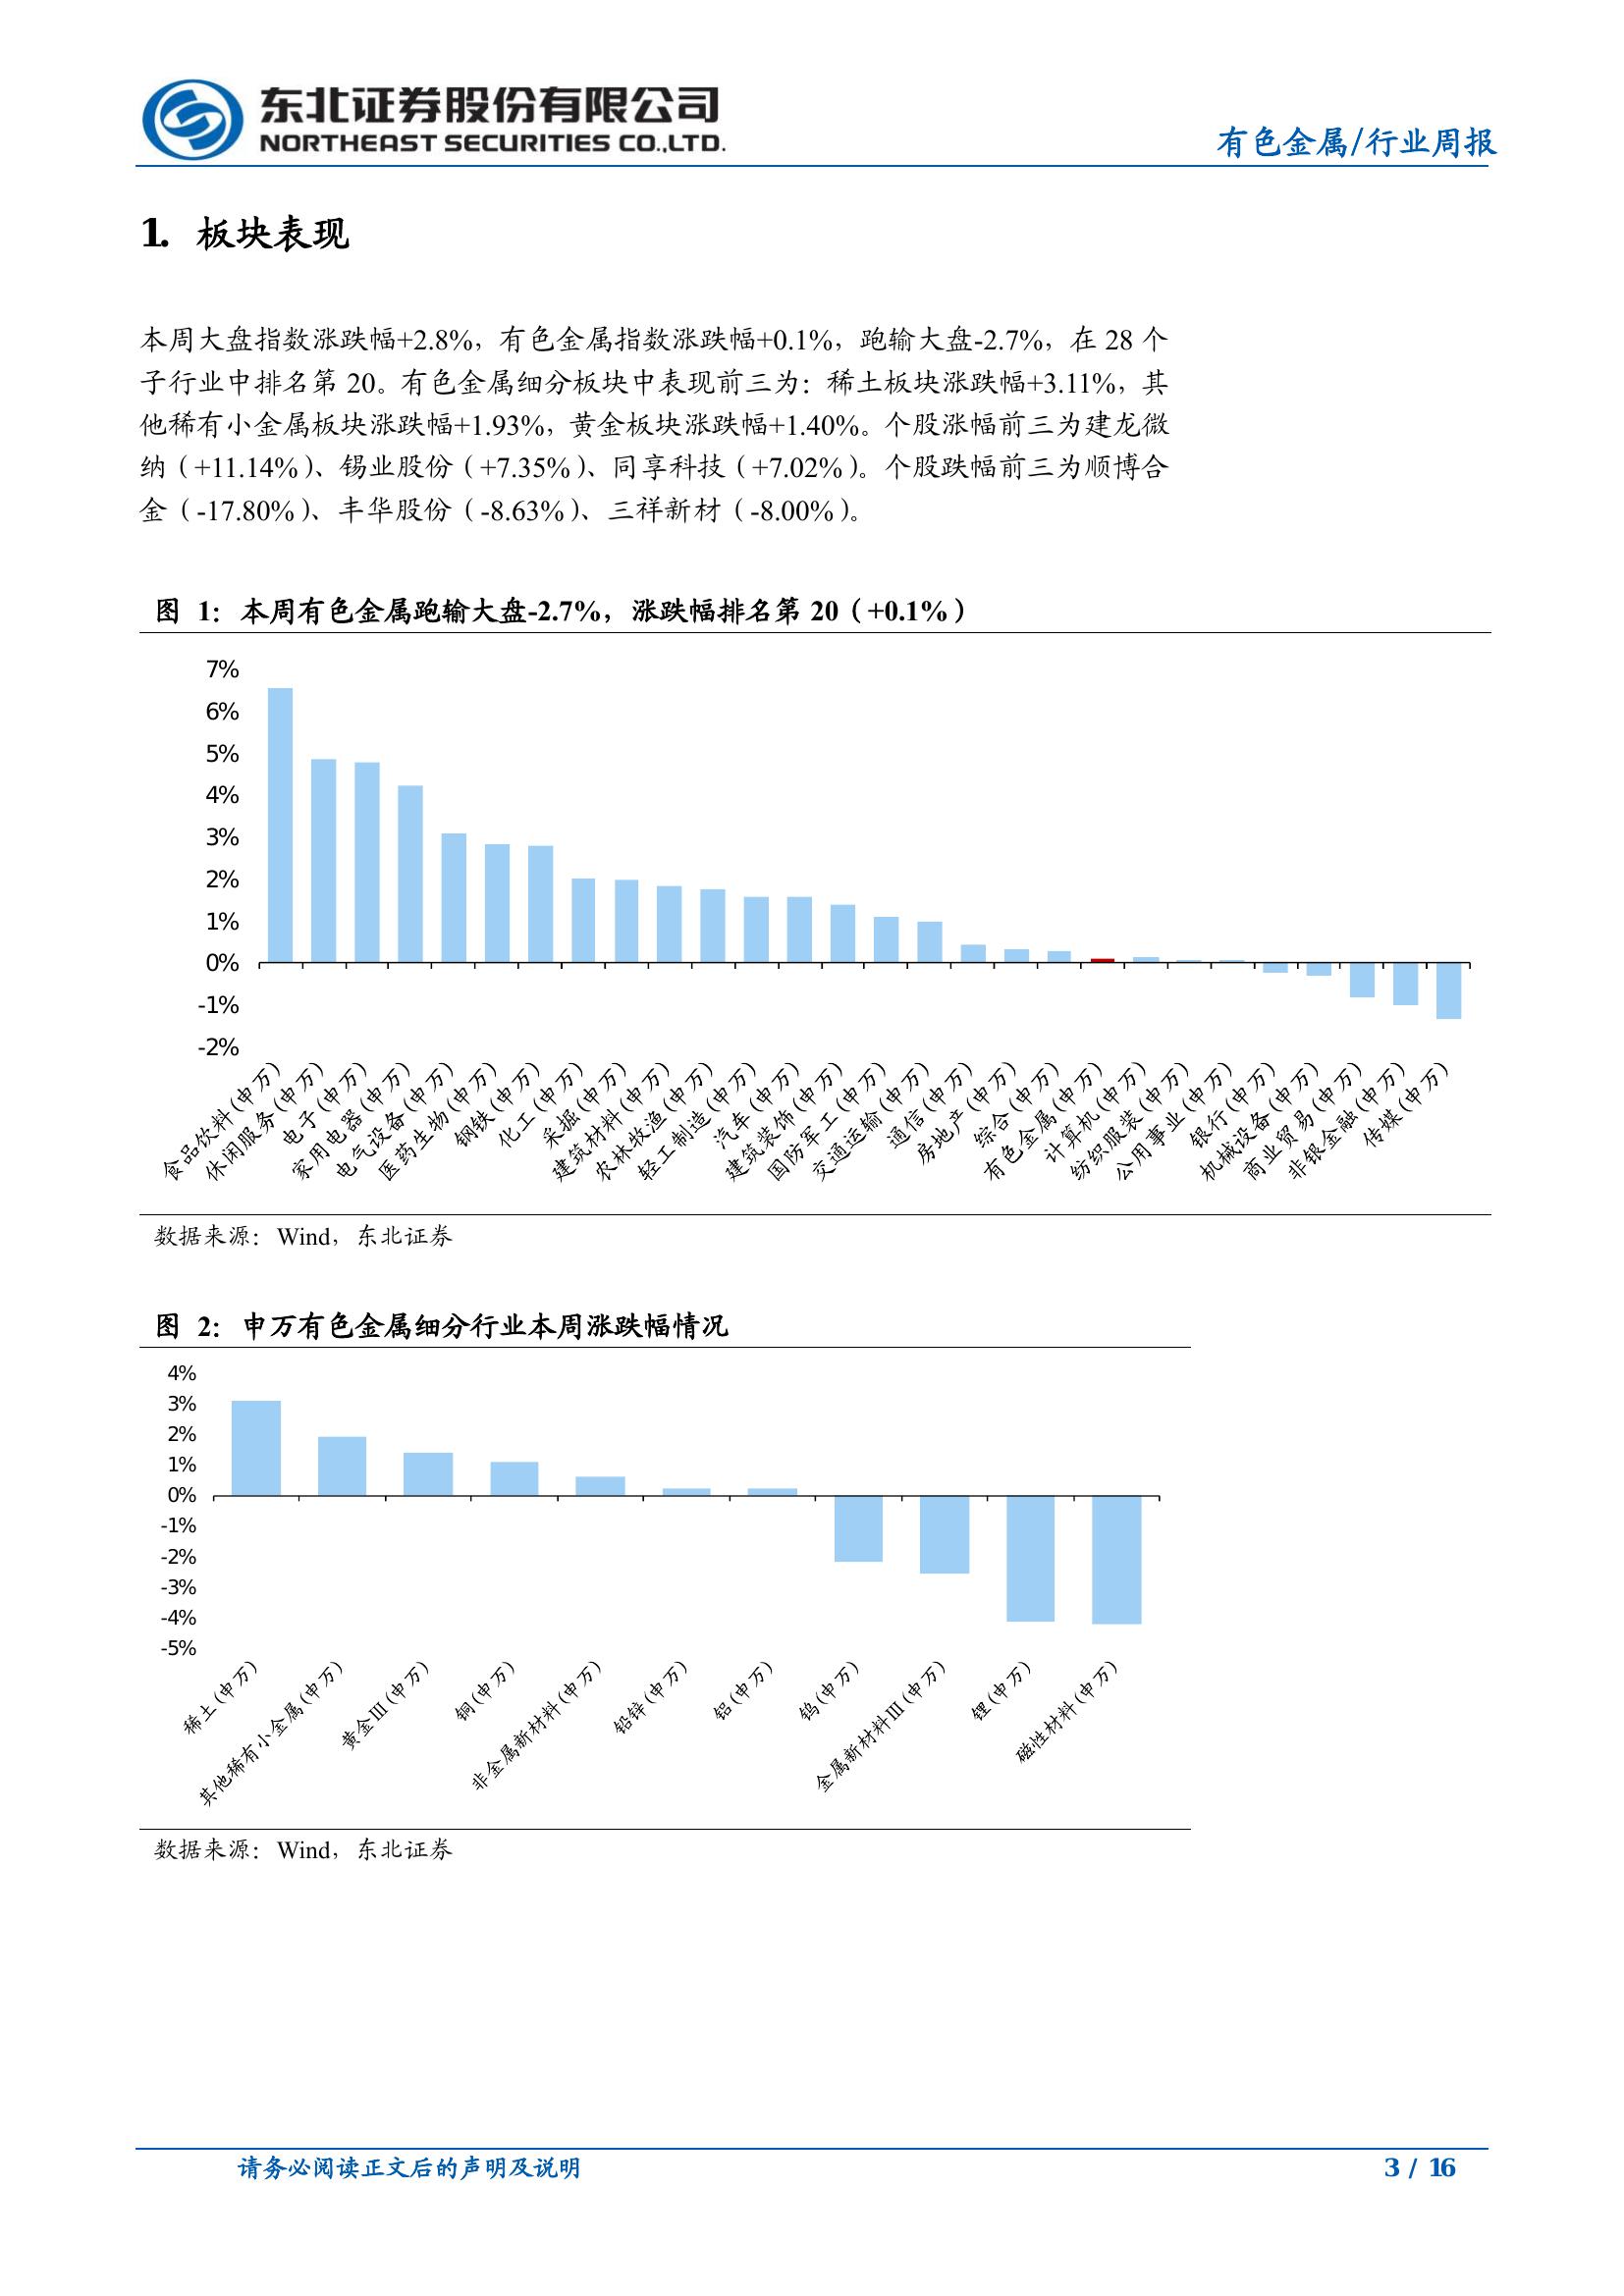 东北证券股份有限公司
NORTHEAST SECURITIES CO.,LTD.
有色金属/行业周报
1. 板块表现
本周大盘指数涨跌幅+2.8%，有色金属指数涨跌幅+0.1%，跑输大盘-2.7%，在 28 个
子行业中排名第 20。有色金属细分板块中表现前三为：稀土板块涨跌幅+3.11%，其
他稀有小金属板块涨跌幅+1.93%，黄金板块涨跌幅+1.40%。个股涨幅前三为建龙微
纳（+11.14%）、锡业股份（+7.35%）、同享科技（+7.02%）。个股跌幅前三为顺博合
金（-17.80%）、丰华股份（-8.63%）、三祥新材（-8.00%）。
图 1：本周有色金属跑输大盘-2.7%，涨跌幅排名第 20（+0.1%）
7%
6%
5%
4%
3%
2%
1%
0%
-1%
-2%
食品饮料(申万)
休闲服务(申万)
电子(申万)
家用电器(申万)
电气设备(申万)
医药生物(申万)
钢铁(申万)
化工(申万)
采掘(申万)
建筑材料(申万)
农林牧渔(申万)
轻工制造(申万)
汽车(申万)
建筑装饰(申万)
国防军工(申万)
交通运输(申万)
通信(申万)
房地产(申万)
综合(申万)
有色金属(申万)
计算机(申万)
纺织服装(申万)
公用事业(申万)
银行(申万)
机械设备(申万)
商业贸易(申万)
非银金融(申万)
传媒(申万)
数据来源：Wind，东北证券
图 2：申万有色金属细分行业本周涨跌幅情况
4%
3%
2%
1%
0%
-1%
-2%
-3%
-4%
-5%
稀土(申万)
其他稀有小金属(申万)
黄金Ⅲ(申万)
铜(申万)
非金属新材料(申万)
铅锌(申万)
铝(申万)
钨(申万)
金属新材料Ⅲ(申万)
锂(申万)
磁性材料(申万)
数据来源：Wind，东北证券
请务必阅读正文后的声明及说明
3 / 16